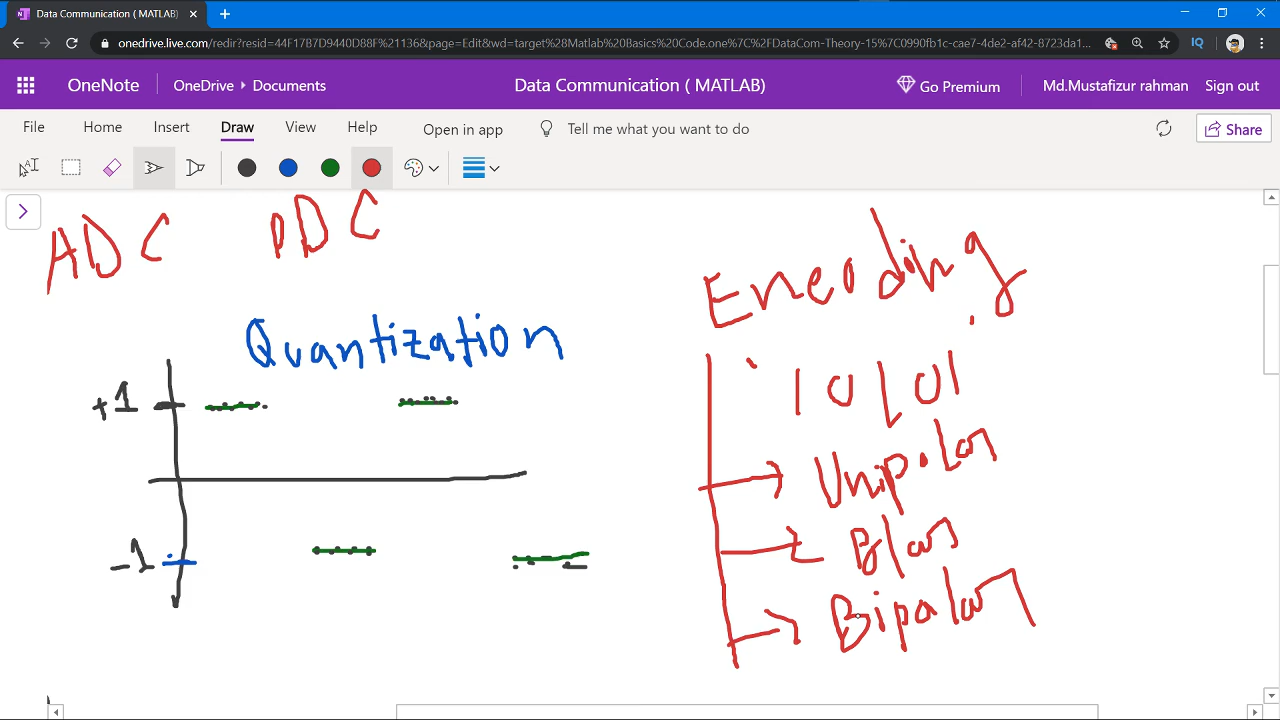 Data Communication ( MATLAB)
onedrive.live.com/redir?resid=44F17B7D9440D88F%21136&page=Edit&wd=target%28Matlab%20Basics%20Code.one%7C%2FDataCom-Theory-15%7C0990fb1c-cae7-4de2-af42-8723da1...
OneNote
OneDrive
Documents
Data Communication ( MATLAB)
Go Premium
Md.Mustafizur rahman
Sign out
File
Home
Insert
Draw
View
Help
Open in app
Tell me what you want to do
Share
ADC
Encoding
Quantization
10101
+1
Unipolar
-1
Bipolar